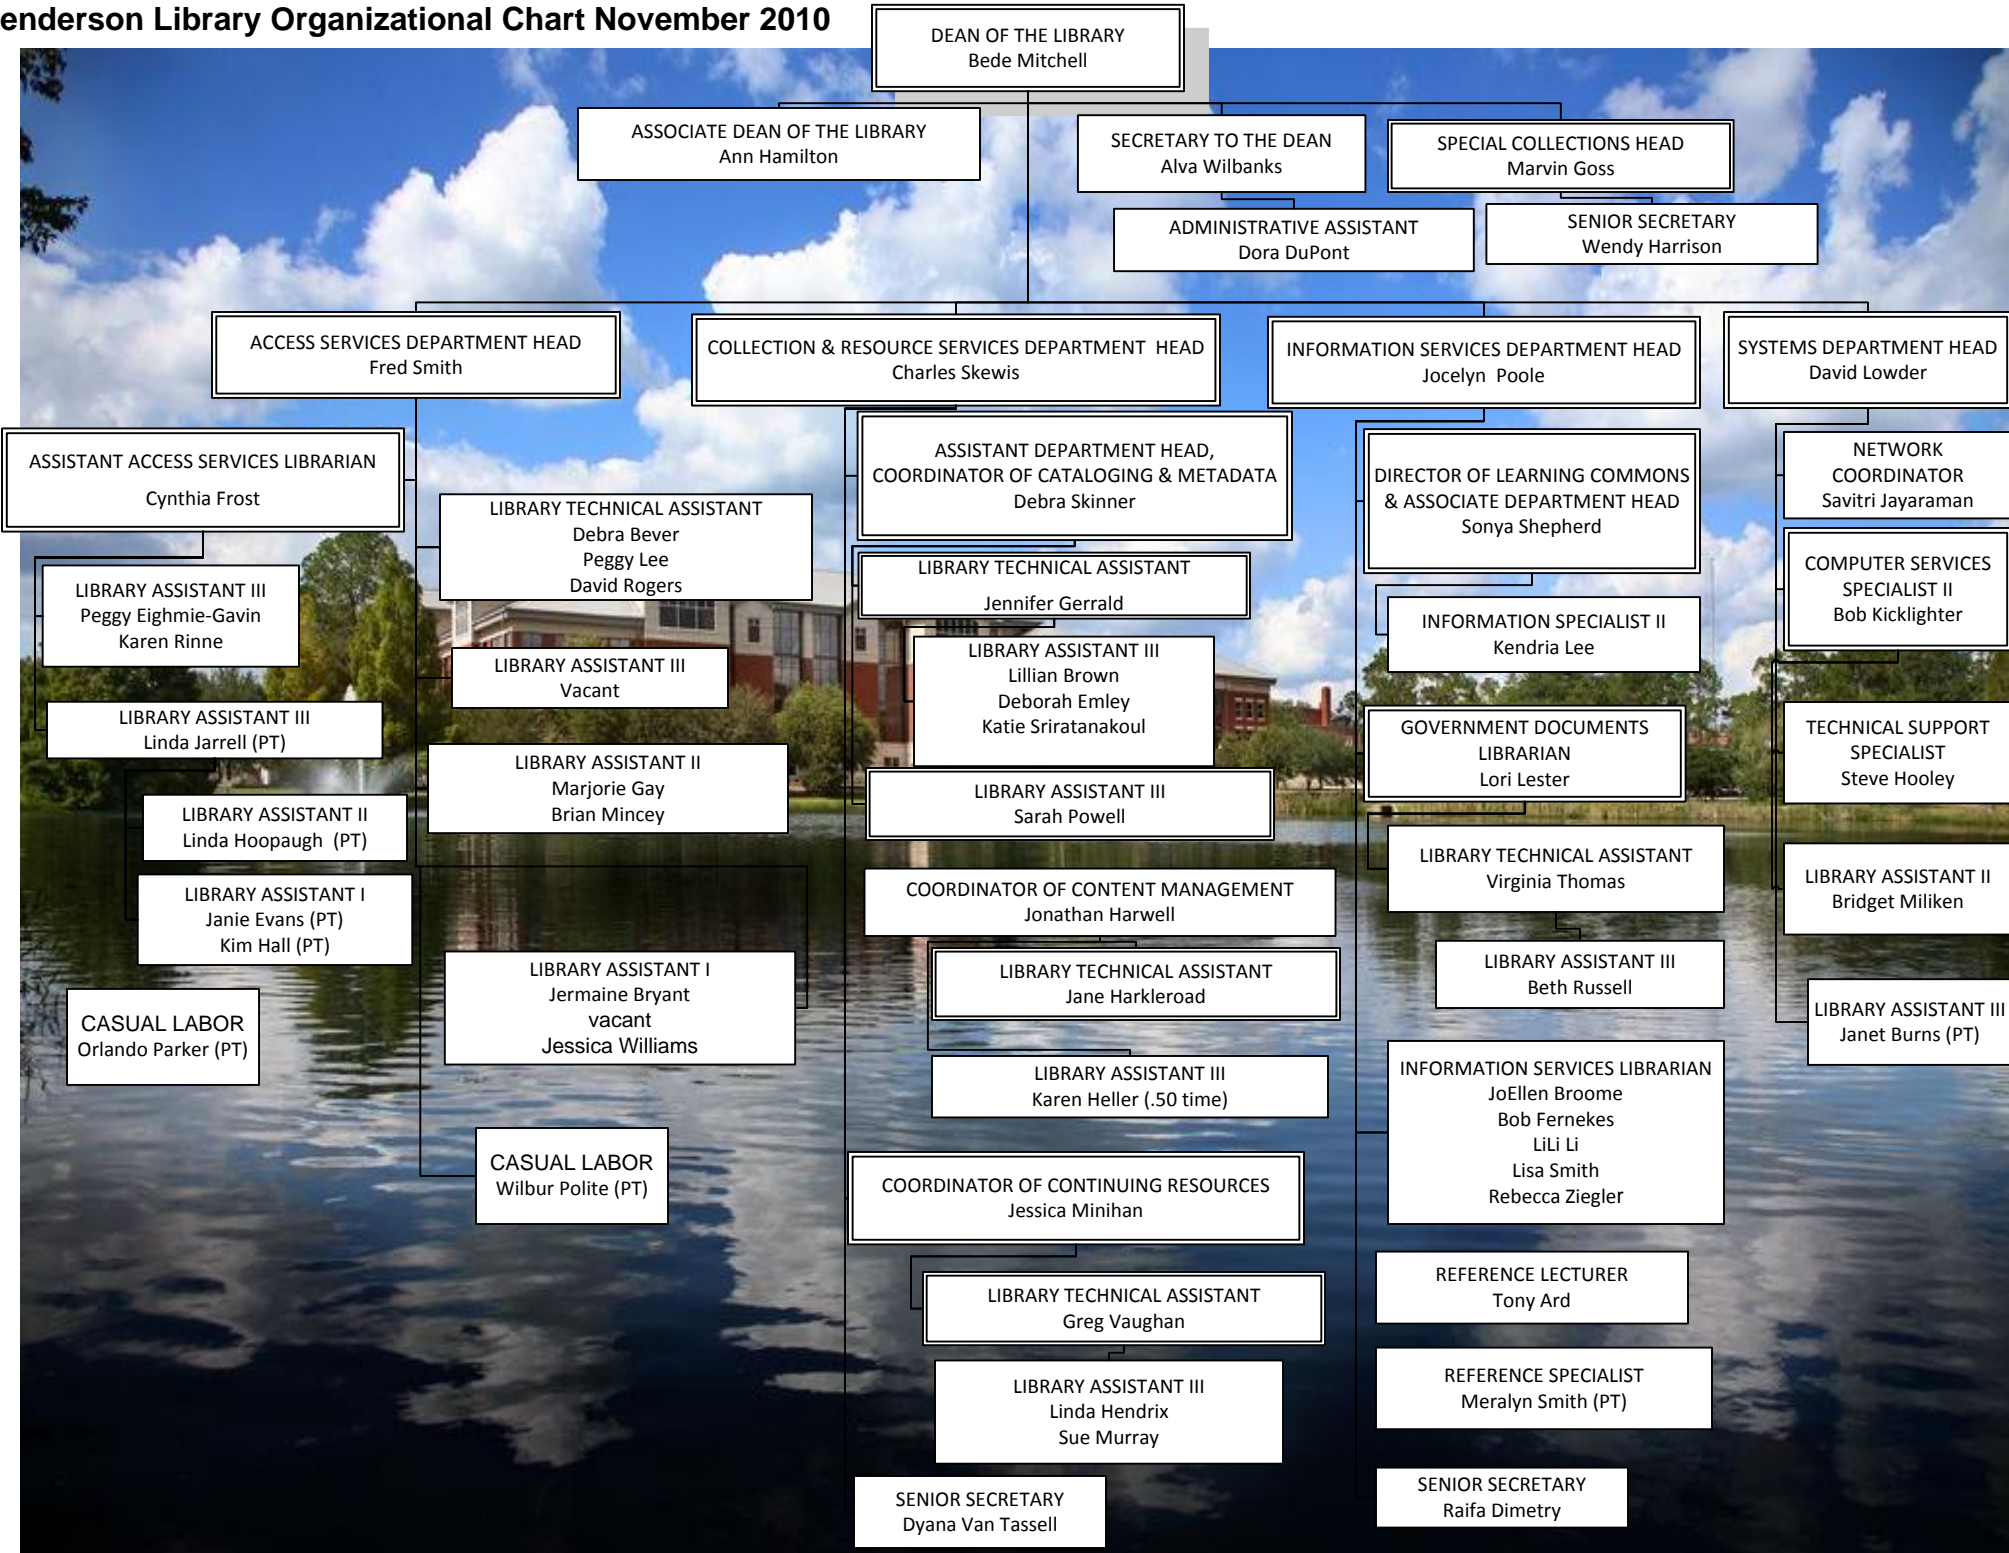 enderson Library Organizational Chart November 2010
DEAN OF THE LIBRARY
Bede Mitchell
ASSOCIATE DEAN OF THE LIBRARY
Ann Hamilton
SECRETARY TO THE DEAN
Alva Wilbanks
SPECIAL COLLECTIONS HEAD
Marvin Goss
ADMINISTRATIVE ASSISTANT
Dora DuPont
SENIOR SECRETARY
Wendy Harrison
ACCESS SERVICES DEPARTMENT HEAD
Fred Smith
COLLECTION & RESOURCE SERVICES DEPARTMENT HEAD
Charles Skewis
INFORMATION SERVICES DEPARTMENT HEAD
Jocelyn Poole
SYSTEMS DEPARTMENT HEAD
David Lowder
ASSISTANT ACCESS SERVICES LIBRARIAN
Cynthia Frost
LIBRARY ASSISTANT III
Peggy Eighmie-Gavin
Karen Rinne
LIBRARY ASSISTANT III
Linda Jarrell (PT)
LIBRARY ASSISTANT II
Linda Hoopaugh (PT)
LIBRARY ASSISTANT I
Janie Evans (PT)
Kim Hall (PT)
CASUAL LABOR
Orlando Parker (PT)
LIBRARY TECHNICAL ASSISTANT
Debra Bever
Peggy Lee
David Rogers
LIBRARY ASSISTANT III
Vacant
LIBRARY ASSISTANT II
Marjorie Gay
Brian Mincey
LIBRARY ASSISTANT I
Jermaine Bryant
vacant
Jessica Williams
CASUAL LABOR
Wilbur Polite (PT)
ASSISTANT DEPARTMENT HEAD,
COORDINATOR OF CATALOGING & METADATA
Debra Skinner
LIBRARY TECHNICAL ASSISTANT
Jennifer Gerrald
LIBRARY ASSISTANT III
Lillian Brown
Deborah Emley
Katie Sriratanakoul
LIBRARY ASSISTANT III
Sarah Powell
COORDINATOR OF CONTENT MANAGEMENT
Jonathan Harwell
LIBRARY TECHNICAL ASSISTANT
Jane Harkleroad
LIBRARY ASSISTANT III
Karen Heller (.50 time)
COORDINATOR OF CONTINUING RESOURCES
Jessica Minihan
LIBRARY TECHNICAL ASSISTANT
Greg Vaughan
LIBRARY ASSISTANT III
Linda Hendrix
Sue Murray
SENIOR SECRETARY
Dyana Van Tassell
DIRECTOR OF LEARNING COMMONS
& ASSOCIATE DEPARTMENT HEAD
Sonya Shepherd
INFORMATION SPECIALIST II
Kendria Lee
GOVERNMENT DOCUMENTS
LIBRARIAN
Lori Lester
LIBRARY TECHNICAL ASSISTANT
Virginia Thomas
LIBRARY ASSISTANT III
Beth Russell
INFORMATION SERVICES LIBRARIAN
JoEllen Broome
Bob Fernekes
LiLi Li
Lisa Smith
Rebecca Ziegler
REFERENCE LECTURER
Tony Ard
REFERENCE SPECIALIST
Meralyn Smith (PT)
SENIOR SECRETARY
Raifa Dimetry
NETWORK
COORDINATOR
Savitri Jayaraman
COMPUTER SERVICES
SPECIALIST II
Bob Kicklighter
TECHNICAL SUPPORT
SPECIALIST
Steve Hooley
LIBRARY ASSISTANT II
Bridget Miliken
LIBRARY ASSISTANT III
Janet Burns (PT)